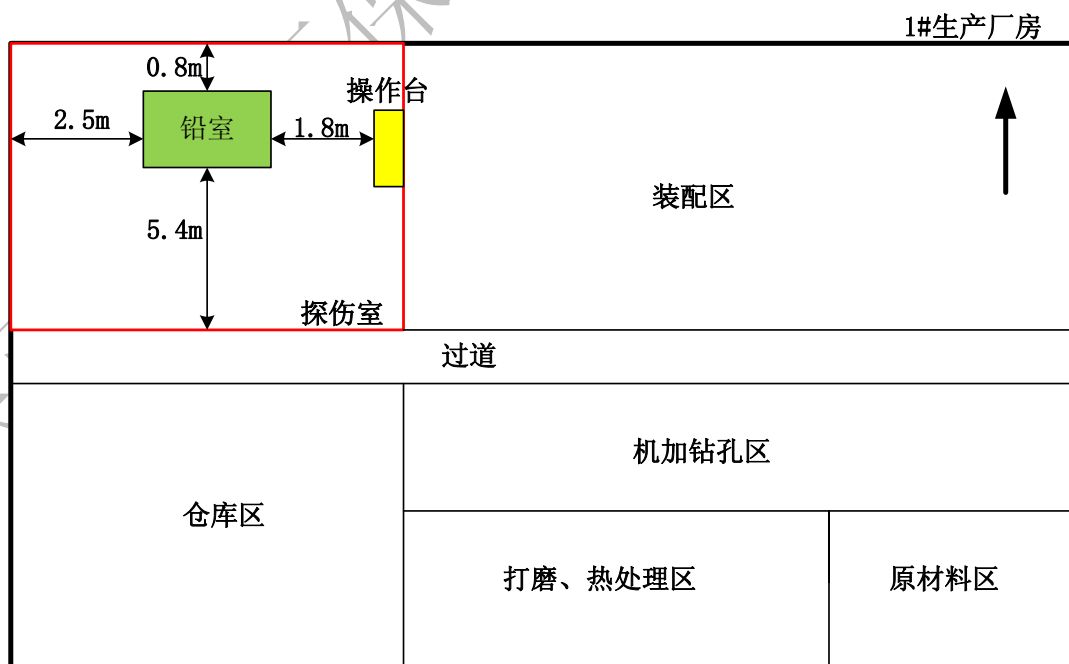 1#生产厂房
0.8m
操作台
2.5m
铅室
1.8m
装配区
5.4m
探伤室
过道
机加钻孔区
仓库区
打磨、热处理区
原材料区
保